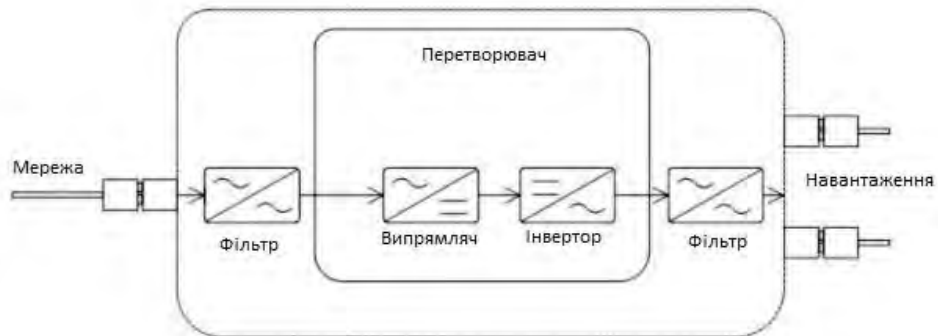 Перетворювач
Мережа
Навантаження
Фільтр
Випрямляч
Інвертор
Фільтр